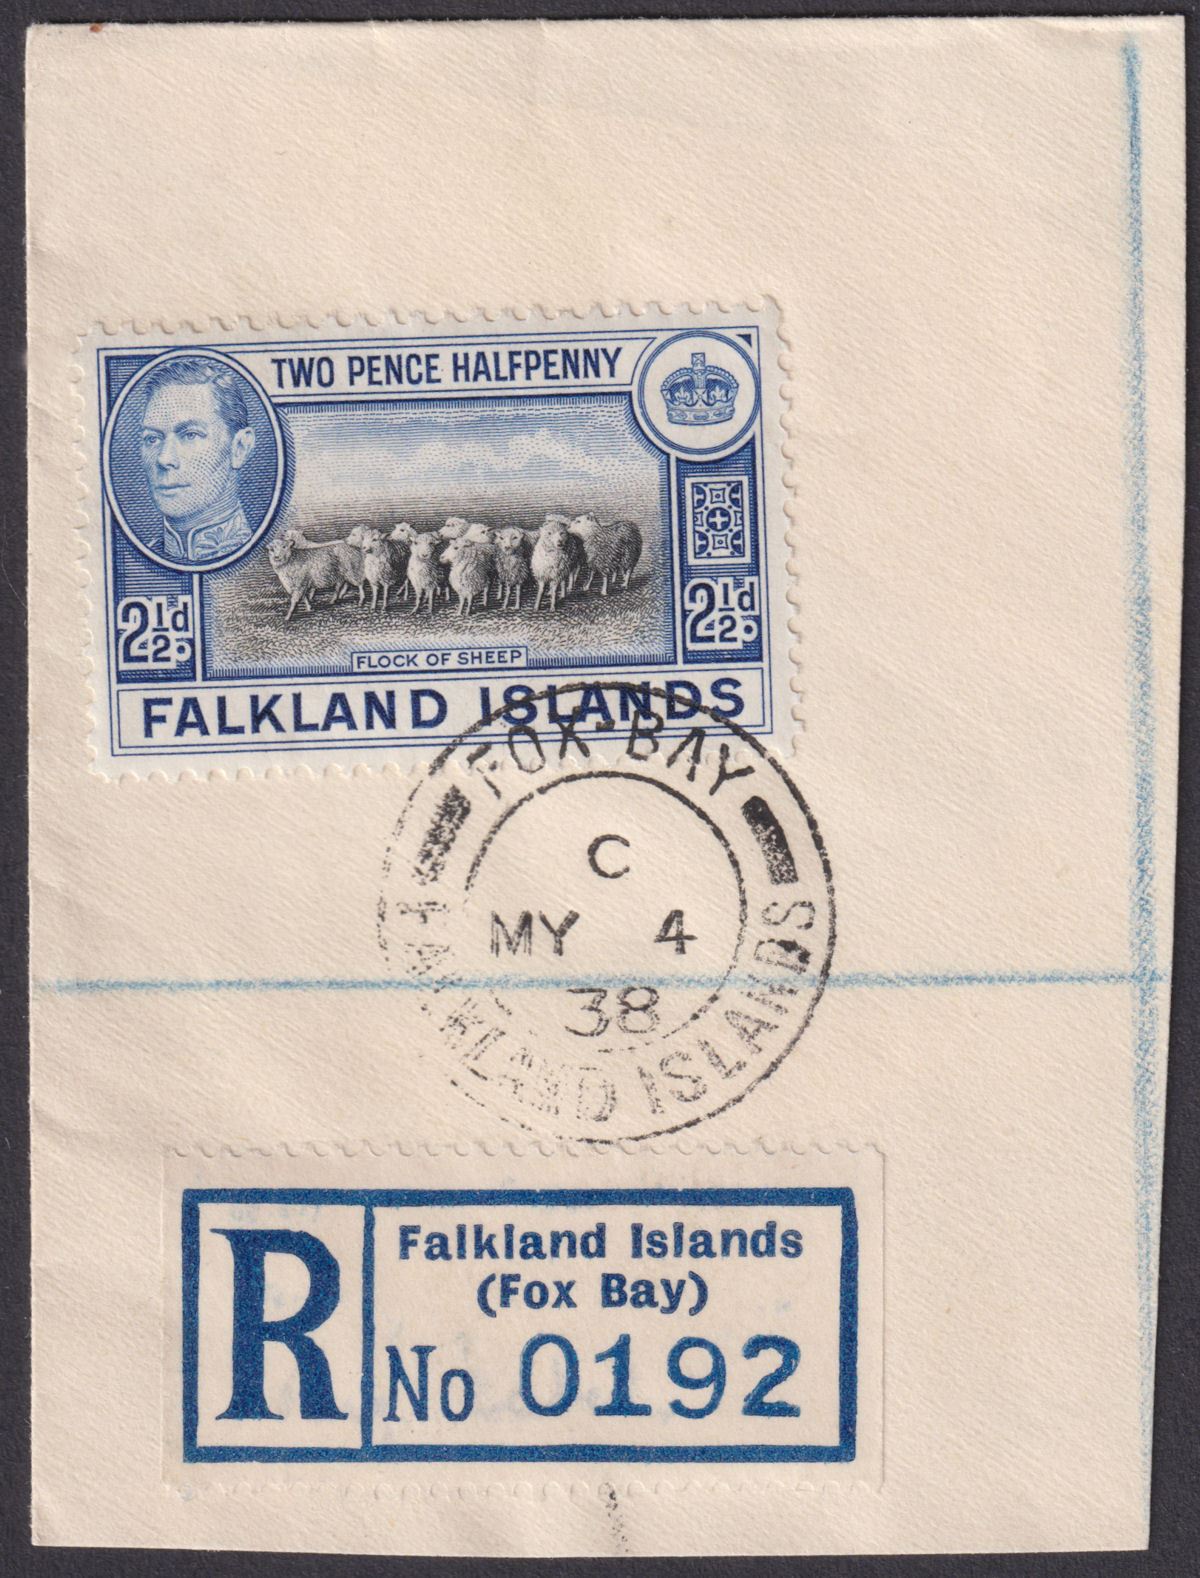 TWO PENCE HALFPENNY
2½d
2½p
FLOCK OF SHEEP
FALKLAND ISLANDS
FOX-BAY
C
MY 4
38
FALKLAND ISLANDS
R
Falkland Islands
(Fox Bay)
No 0192